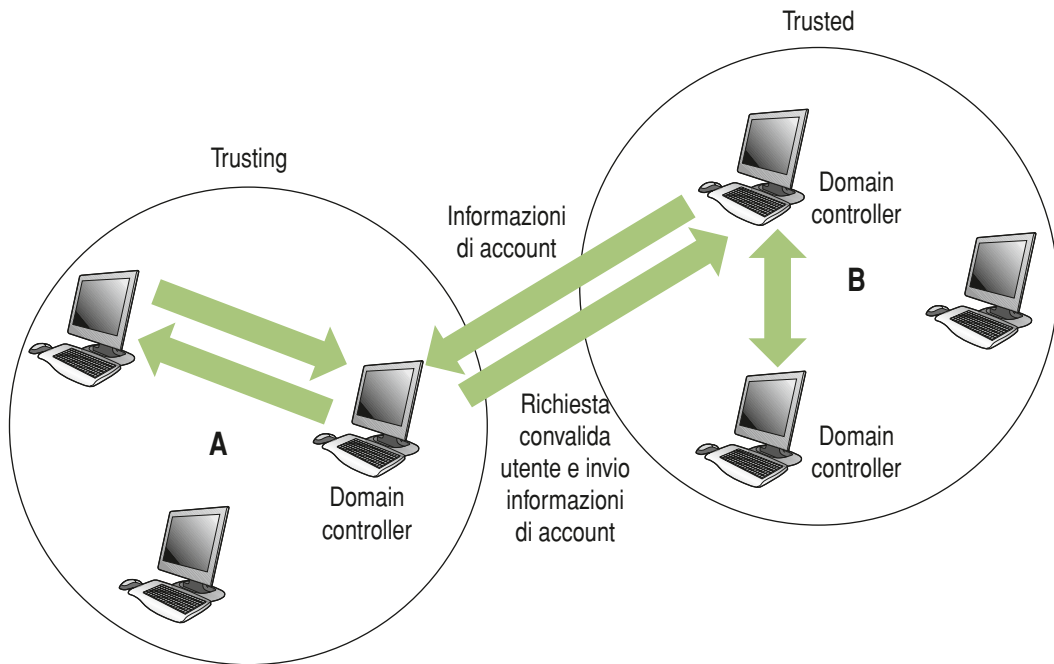 Trusted
Trusting
Informazioni
di account
Domain
controller
B
A
Domain
controller
Richiesta
convalida
utente e invio
informazioni
di account
Domain
controller